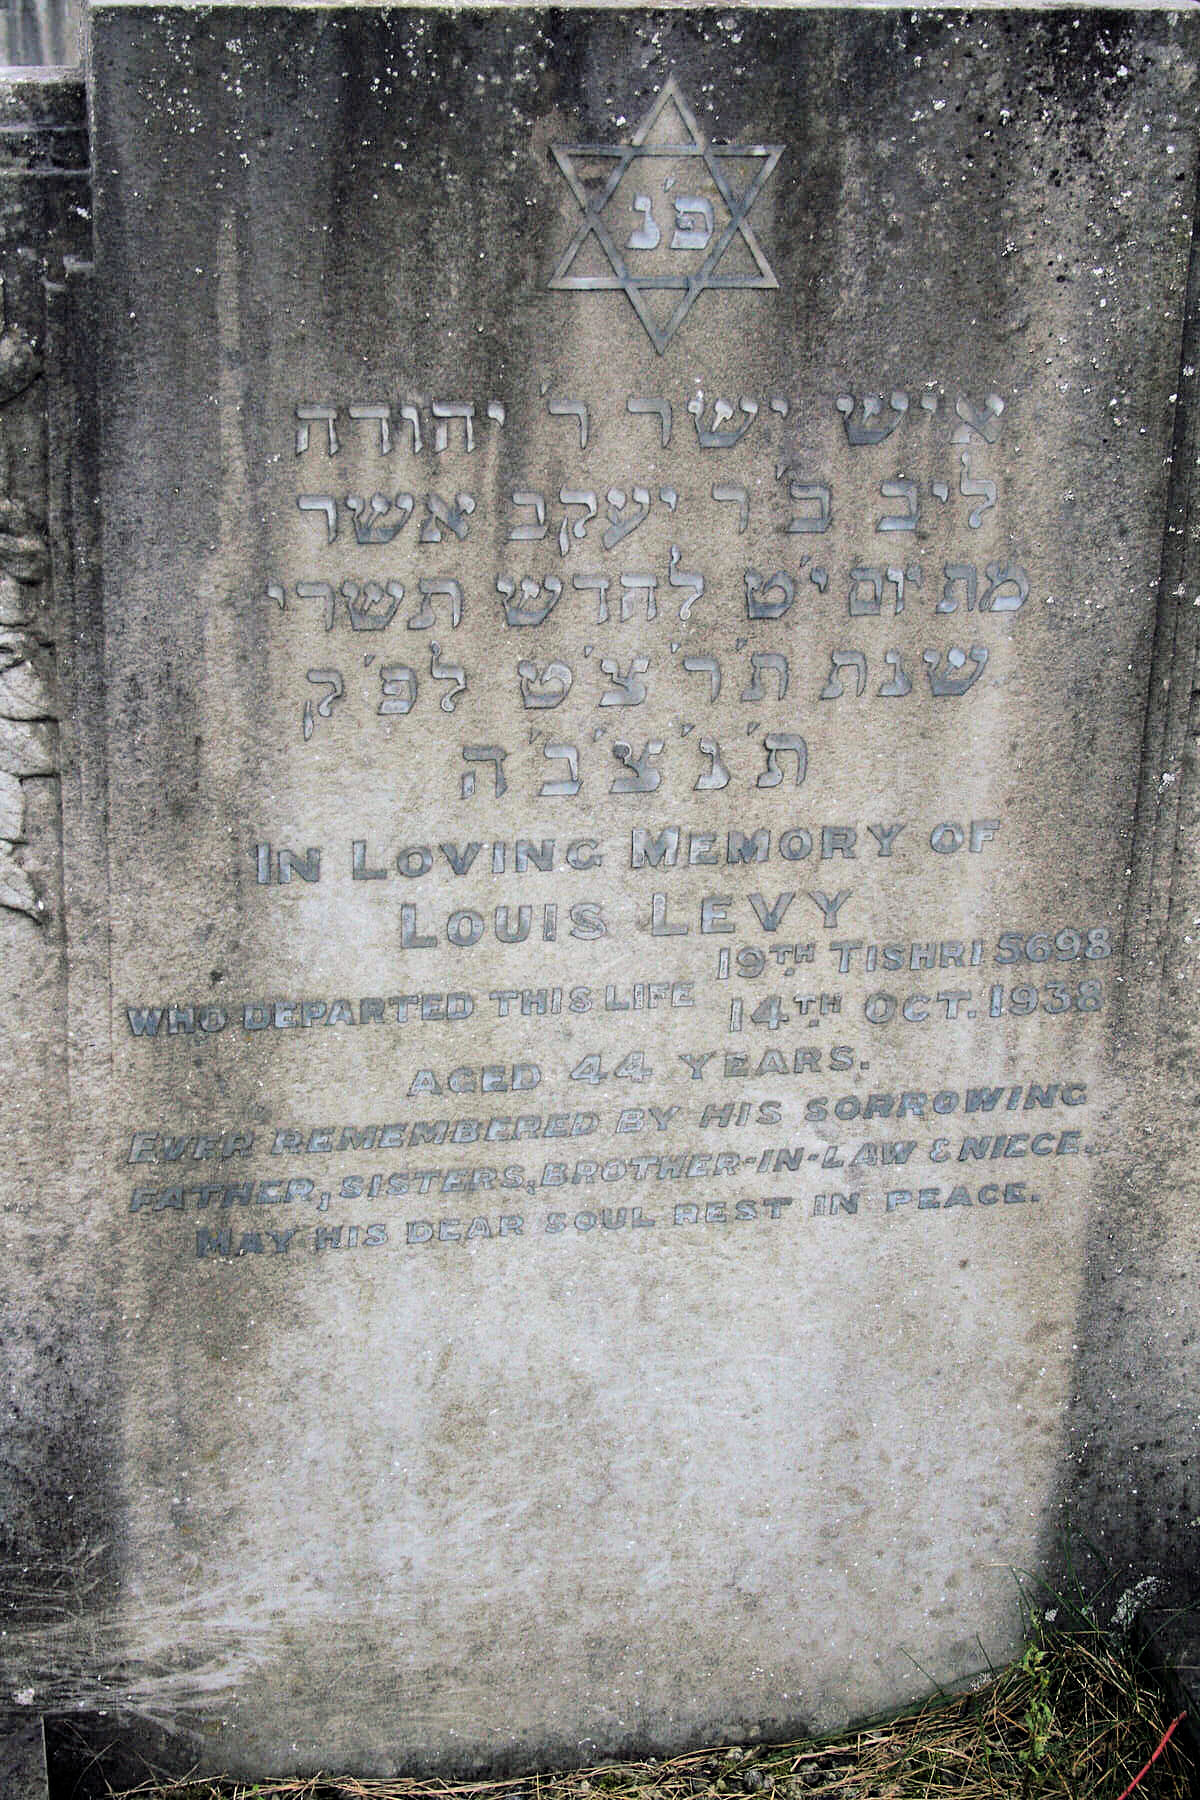 פ'נ'
איש ישר ר' יהודה
ליב ב'ר יעקב אשר
מת יום י'ט לחדש תשרי
שנת ת'ר'צ'ט לפ'ק
ת'נ'צ'ב'ה
IN LOVING MEMORY OF
LOUIS LEVY
WHO DEPARTED THIS LIFE 19TH TISHRI 5698
14TH OCT. 1938
AGED 44 YEARS.
EVER REMEMBERED BY HIS SORROWING
FATHER, SISTERS, BROTHER-IN-LAW & NIECE.
MAY HIS DEAR SOUL REST IN PEACE.